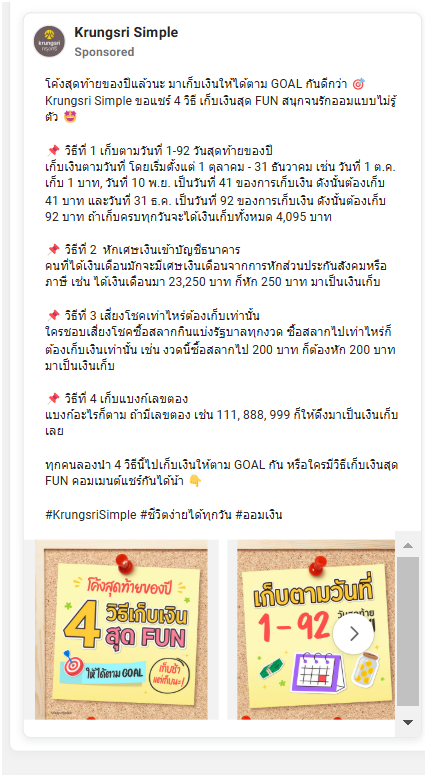 krungsri
กรุงศรี
Krungsri Simple
Sponsored
โค้งสุดท้ายของปีแล้วนะ มาเก็บเงินให้ได้ตาม GOAL กันดีกว่า 🎯
Krungsri Simple ขอแชร์ 4 วิธี เก็บเงินสุด FUN สนุกจนรักออมแบบไม่รู้
ตัว 🤩
📌 วิธีที่ 1 เก็บตามวันที่ 1-92 วันสุดท้ายของปี
เก็บเงินตามวันที่ โดยเริ่มตั้งแต่ 1 ตุลาคม - 31 ธันวาคม เช่น วันที่ 1 ต.ค.
เก็บ 1 บาท, วันที่ 10 พ.ย. เป็นวันที่ 41 ของการเก็บเงิน ดังนั้นต้องเก็บ
41 บาท และวันที่ 31 ธ.ค. เป็นวันที่ 92 ของการเก็บเงิน ดังนั้นต้องเก็บ
92 บาท ถ้าเก็บครบทุกวันจะได้เงินเก็บทั้งหมด 4,095 บาท
📌 วิธีที่ 2 หักเศษเงินเข้าบัญชีธนาคาร
คนที่ได้เงินเดือนมักจะมีเศษเงินเดือนจากการหักส่วนประกันสังคมหรือ
ภาษี เช่น ได้เงินเดือนมา 23,250 บาท ก็หัก 250 บาท มาเป็นเงินเก็บ
📌 วิธีที่ 3 เสี่ยงโชคเท่าไหร่ต้องเก็บเท่านั้น
ใครชอบเสี่ยงโชคซื้อสลากกินแบ่งรัฐบาลทุกงวด ซื้อสลากไปเท่าไหร่ก็
ต้องเก็บเงินเท่านั้น เช่น งวดนี้ซื้อสลากไป 200 บาท ก็ต้องหัก 200 บาท
มาเป็นเงินเก็บ
📌 วิธีที่ 4 เก็บแบงก์เลขตอง
แบงก์อะไรก็ตาม ถ้ามีเลขตอง เช่น 111, 888, 999 ก็ให้ดึงมาเป็นเงินเก็บ
เลย
ทุกคนลองนำ 4 วิธีนี้ไปเก็บเงินให้ตาม GOAL กัน หรือใครมีวิธีเก็บเงินสุด
FUN คอมเมนต์แชร์กันได้น้า 👇
#KrungsriSimple #ชีวิตง่ายได้ทุกวัน #ออมเงิน
โค้งสุดท้ายของปี
4 วิธีเก็บเงิน
สุด FUN
ให้ได้ตาม GOAL
เก็บช้า
แต่เก็บนะ!
เก็บตามวันที่
1-92